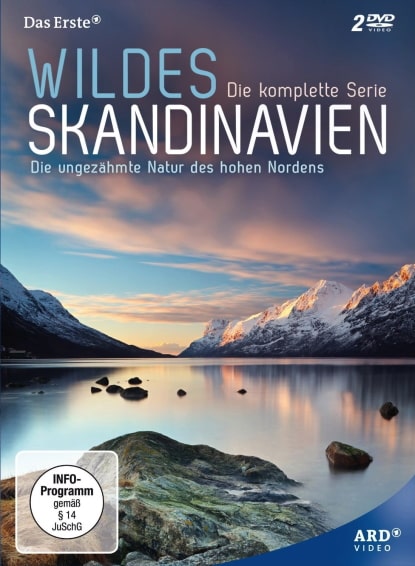 Das Erste
2 DVD
VIDEO
WILDES
Die komplette Serie
SKANDINAVIEN
Die ungezähmte Natur des hohen Nordens
INFO-
Programm
gemäß
§ 14
JuSchG
ARD
VIDEO